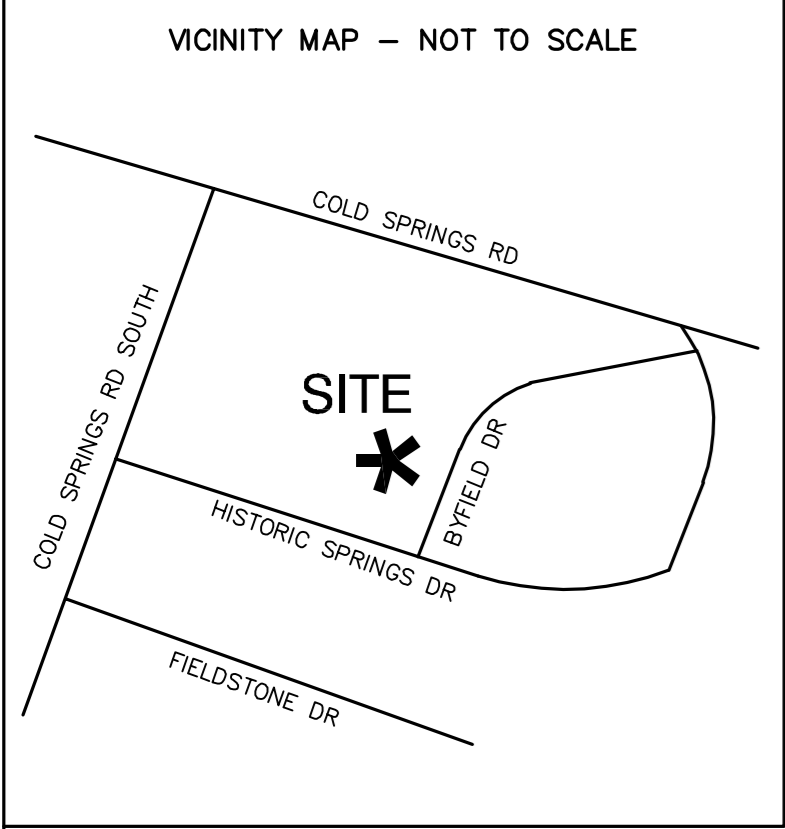 VICINITY MAP – NOT TO SCALE
COLD SPRINGS RD
COLD SPRINGS RD SOUTH
SITE
BYFIELD DR
HISTORIC SPRINGS DR
FIELDSTONE DR